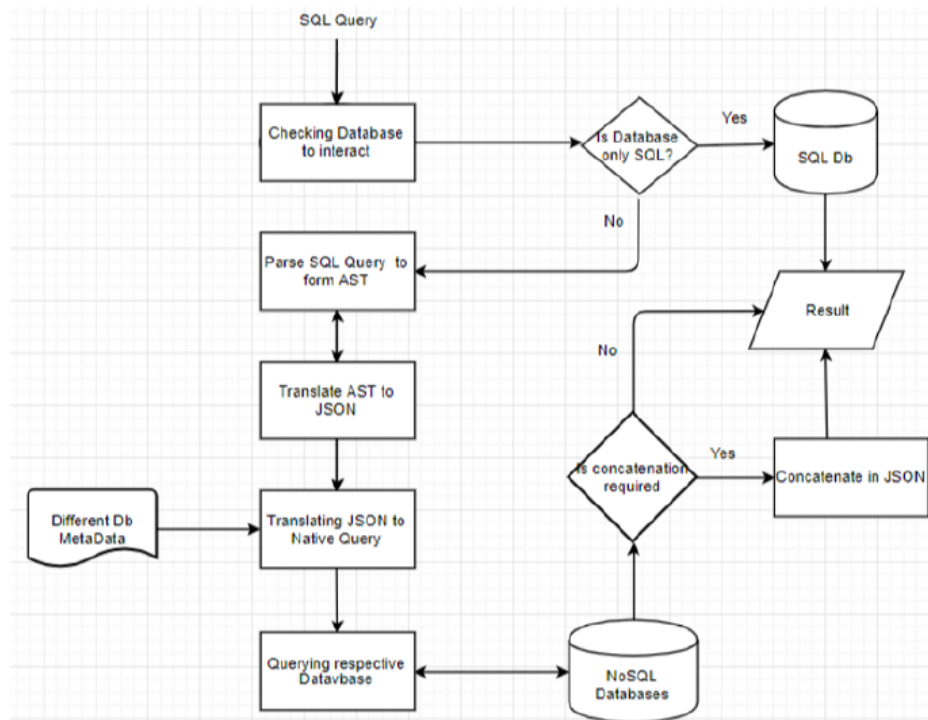 SQL Query
Checking Database
to interact
Is Database
only SQL?
Yes
SQL Db
No
Parse SQL Query to
form AST
Result
No
Translate AST to
JSON
Is concatenation
required
Yes
Concatenate in JSON
Different Db
MetaData
Translating JSON to
Native Query
Querying respective
Datavbase
NoSQL
Databases